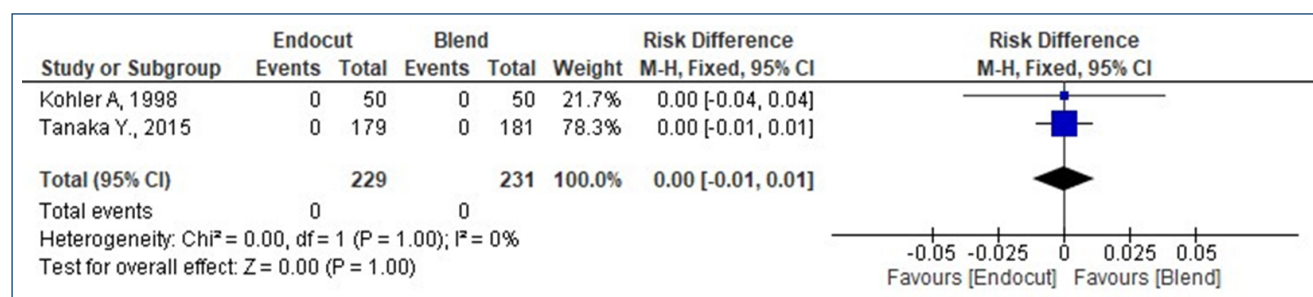 Endocut Blend Risk Difference Risk Difference
Study or Subgroup Events Total Events Total Weight M-H, Fixed, 95% CI M-H, Fixed, 95% CI
Kohler A, 1998 0 50 0 50 21.7% 0.00 [-0.04, 0.04]
Tanaka Y., 2015 0 179 0 181 78.3% 0.00 [-0.01, 0.01]
Total (95% CI) 229 231 100.0% 0.00 [-0.01, 0.01]
Total events 0 0
Heterogeneity: Chi² = 0.00, df = 1 (P = 1.00); I² = 0%
Test for overall effect: Z = 0.00 (P = 1.00)
-0.05 -0.025 0 0.025 0.05
Favours [Endocut] Favours [Blend]